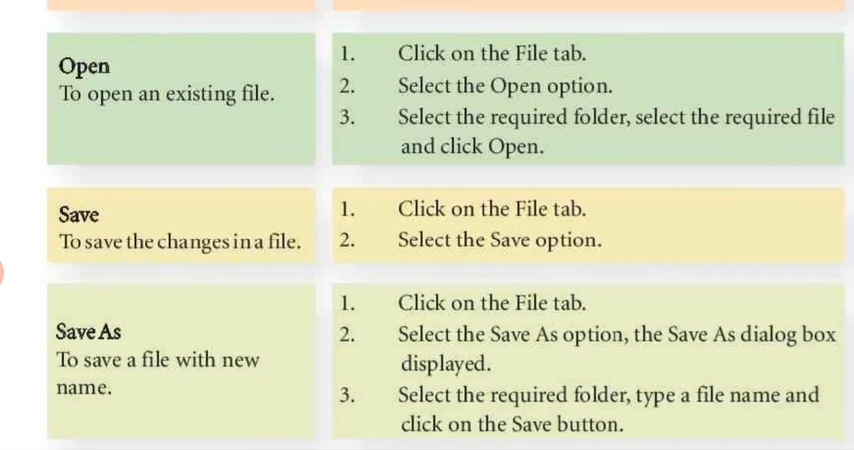 Open
To open an existing file.
1. Click on the File tab.
2. Select the Open option.
3. Select the required folder, select the required file
and click Open.
Save
To save the changes in a file.
1. Click on the File tab.
2. Select the Save option.
Save As
To save a file with new
name.
1. Click on the File tab.
2. Select the Save As option, the Save As dialog box
displayed.
3. Select the required folder, type a file name and
click on the Save button.